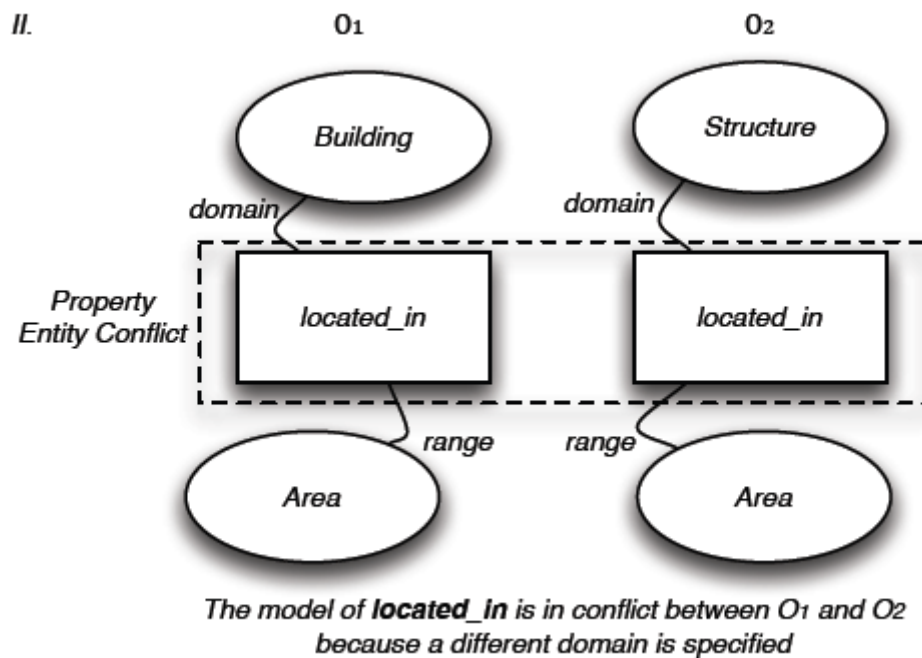 II. O1 O2
Building Structure
domain domain
Property
Entity Conflict
located_in located_in
range range
Area Area
The model of located_in is in conflict between O1 and O2
because a different domain is specified